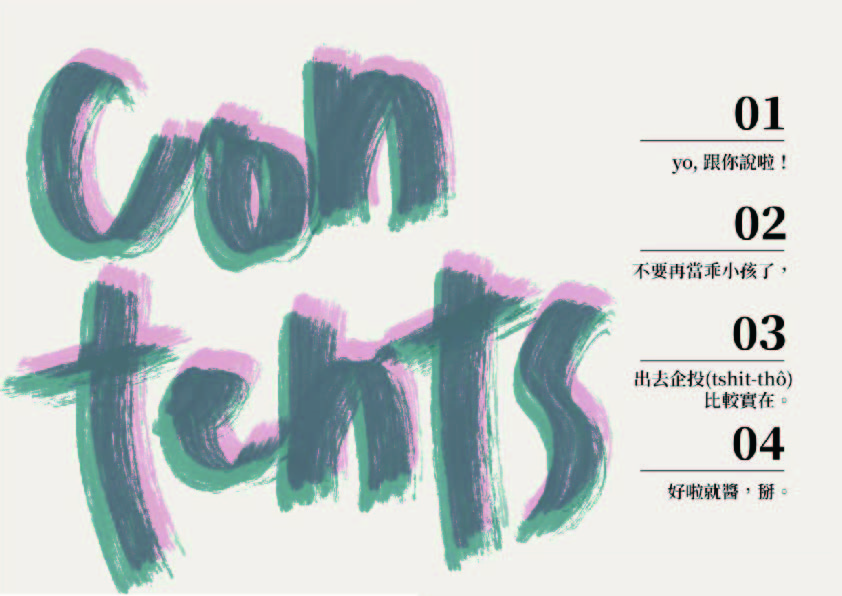 con
tents
01
yo, 跟你說啦！
02
不要再當乖小孩了，
03
出去企投(tshit-thô)
比較實在。
04
好啦就醬，掰。